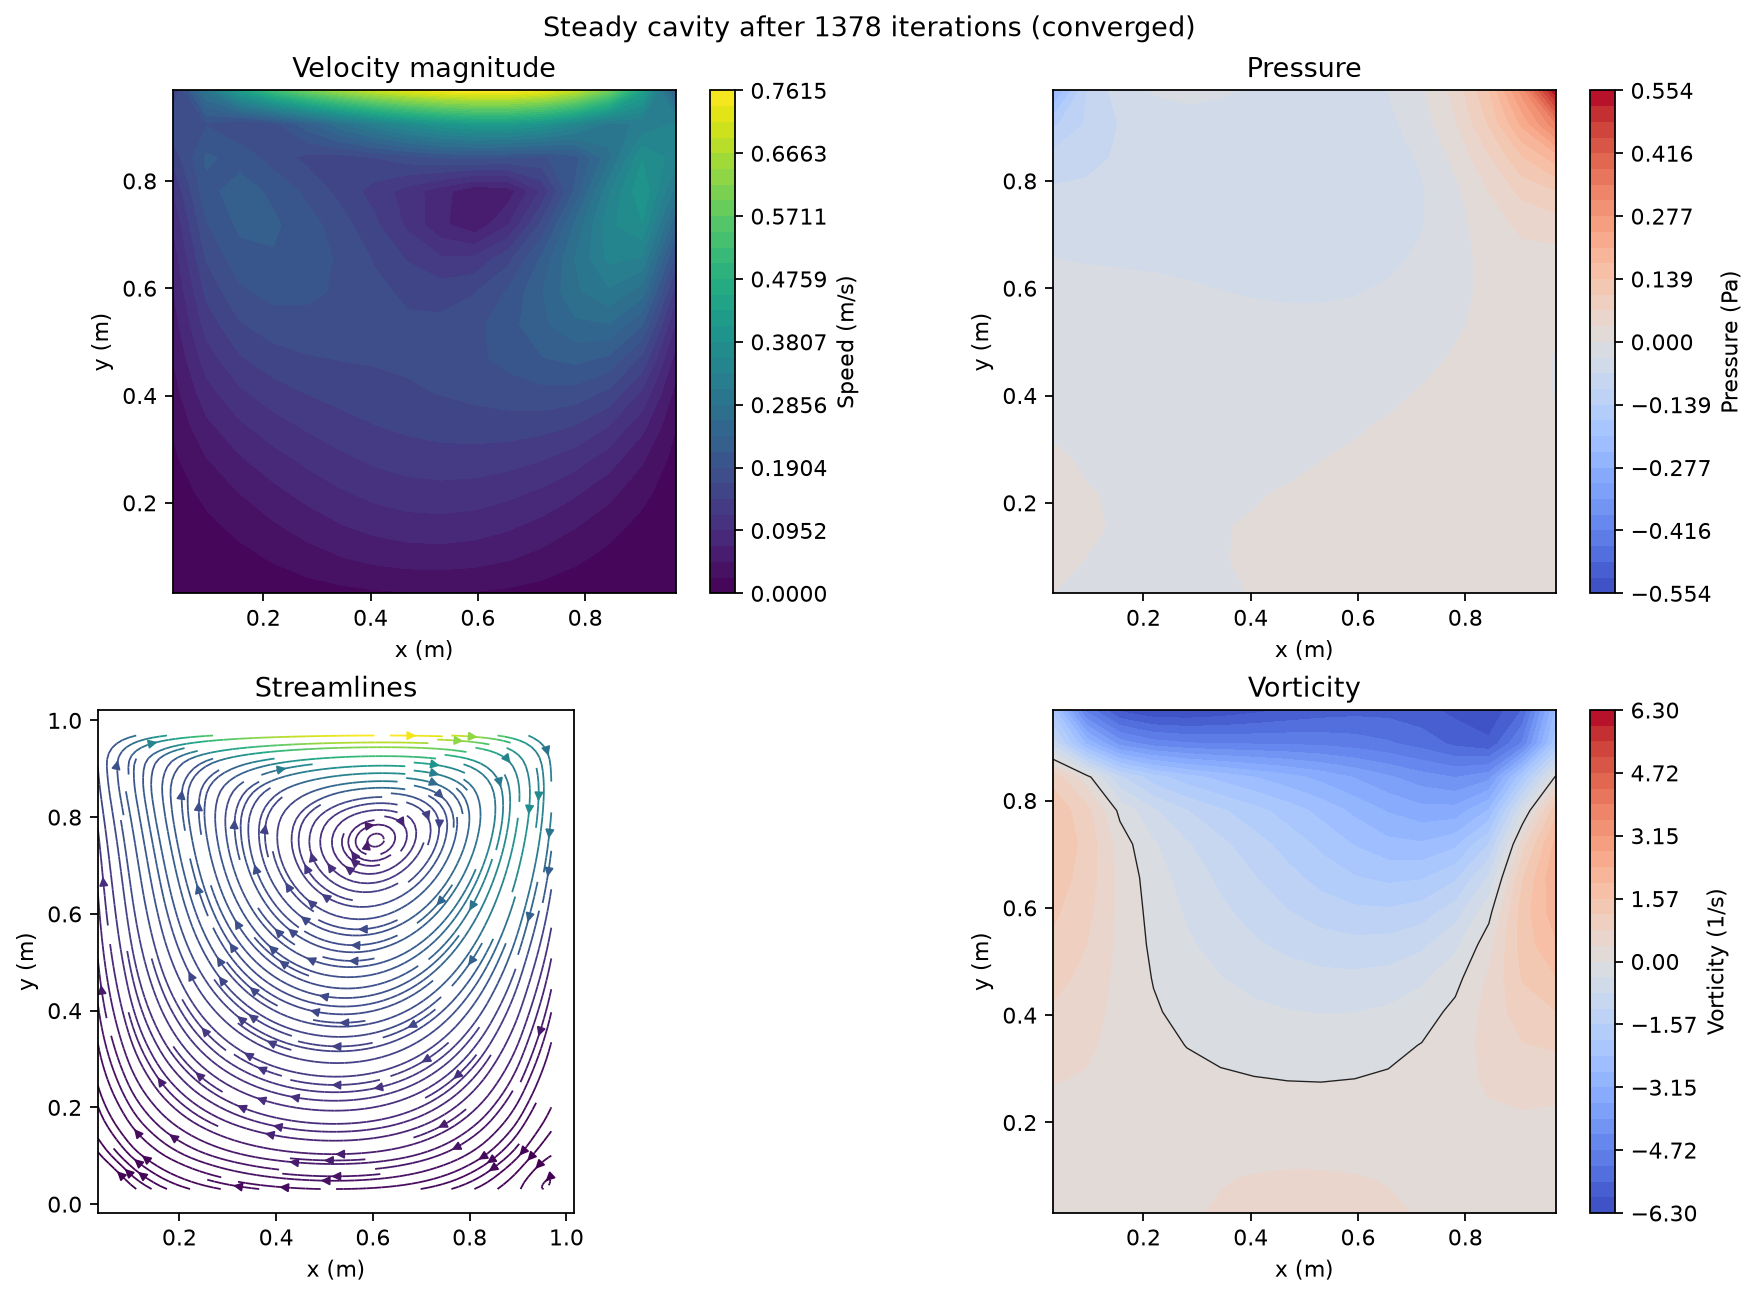 Steady cavity after 1378 iterations (converged)
Velocity magnitude
0.8
0.6
0.4
0.2
y (m)
0.2 0.4 0.6 0.8
x (m)
0.7615
0.6663
0.5711
0.4759
0.3807
0.2856
0.1904
0.0952
0.0000
Speed (m/s)
Pressure
0.8
0.6
0.4
0.2
y (m)
0.2 0.4 0.6 0.8
x (m)
0.554
0.416
0.277
0.139
0.000
−0.139
−0.277
−0.416
−0.554
Pressure (Pa)
Streamlines
1.0
0.8
0.6
0.4
0.2
0.0
y (m)
0.2 0.4 0.6 0.8 1.0
x (m)
Vorticity
0.8
0.6
0.4
0.2
y (m)
0.2 0.4 0.6 0.8
x (m)
6.30
4.72
3.15
1.57
0.00
−1.57
−3.15
−4.72
−6.30
Vorticity (1/s)